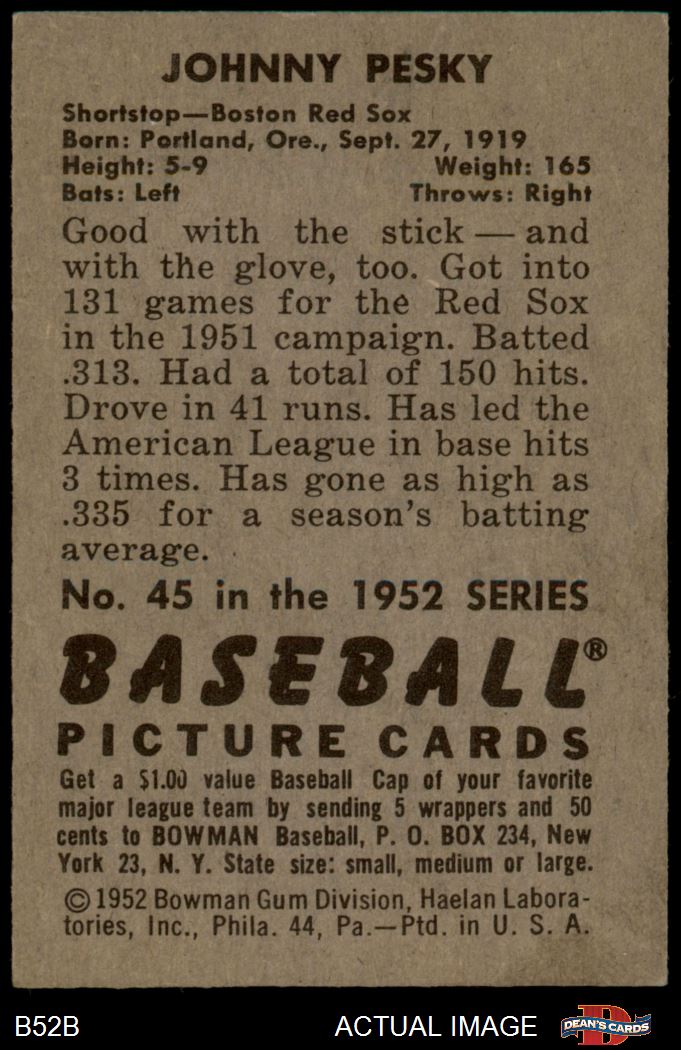 JOHNNY PESKY
Shortstop—Boston Red Sox
Born: Portland, Ore., Sept. 27, 1919
Height: 5-9 Weight: 165
Bats: Left Throws: Right
Good with the stick — and
with the glove, too. Got into
131 games for the Red Sox
in the 1951 campaign. Batted
.313. Had a total of 150 hits.
Drove in 41 runs. Has led the
American League in base hits
3 times. Has gone as high as
.335 for a season's batting
average.
No. 45 in the 1952 SERIES
BASEBALL®
PICTURE CARDS
Get a $1.00 value Baseball Cap of your favorite
major league team by sending 5 wrappers and 50
cents to BOWMAN Baseball, P. O. BOX 234, New
York 23, N. Y. State size: small, medium or large.
©1952 Bowman Gum Division, Haelan Labora-
tories, Inc., Phila. 44, Pa.—Ptd. in U. S. A.
B52B ACTUAL IMAGE DEAN'S CARDS